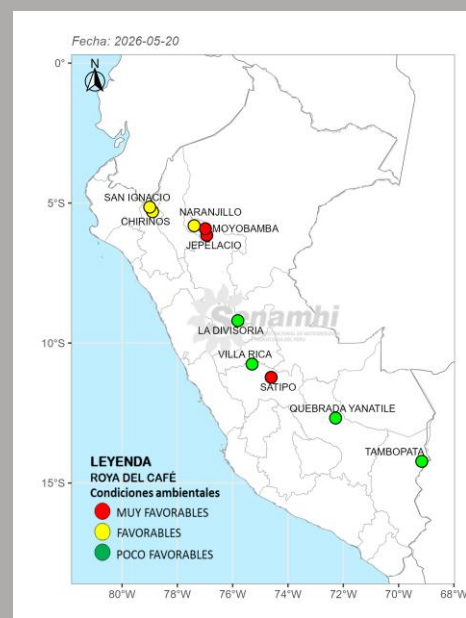 Fecha: 2026-05-20
N
0°
SAN IGNACIO
5°S
CHIRINOS
NARANJILLO
MOYOBAMBA
JEPELACIO
Senamhi
LA DIVISORIA
10°S
VILLA RICA
SATIPO
QUEBRADA YANATILE
TAMBOPATA
LEYENDA
ROYA DEL CAFÉ
Condiciones ambientales
15°S
MUY FAVORABLES
FAVORABLES
POCO FAVORABLES
80°W 78°W 76°W 74°W 72°W 70°W 68°W